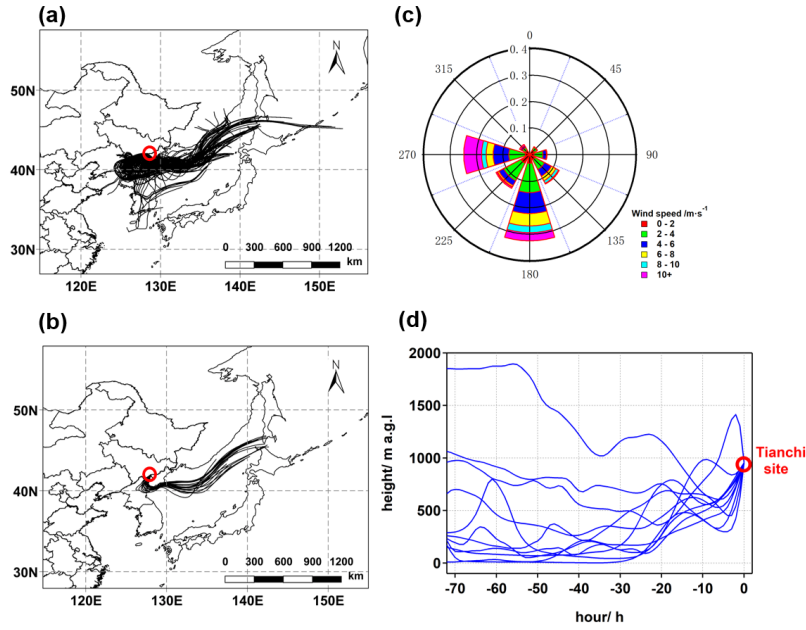 (a)
N
50N
40N
30N
0 300 600 900 1200
km
120E 130E 140E 150E
(b)
N
50N
40N
30N
0 300 600 900 1200
km
120E 130E 140E 150E
(c)
0
45
90
135
180
225
270
315
0.4
0.3
0.2
0.1
Wind speed /m·s⁻¹
0 - 2
2 - 4
4 - 6
6 - 8
8 - 10
10+
(d)
height/ m a.g.l
2000
1500
1000
500
0
-70 -60 -50 -40 -30 -20 -10 0
hour/ h
Tianchi
site